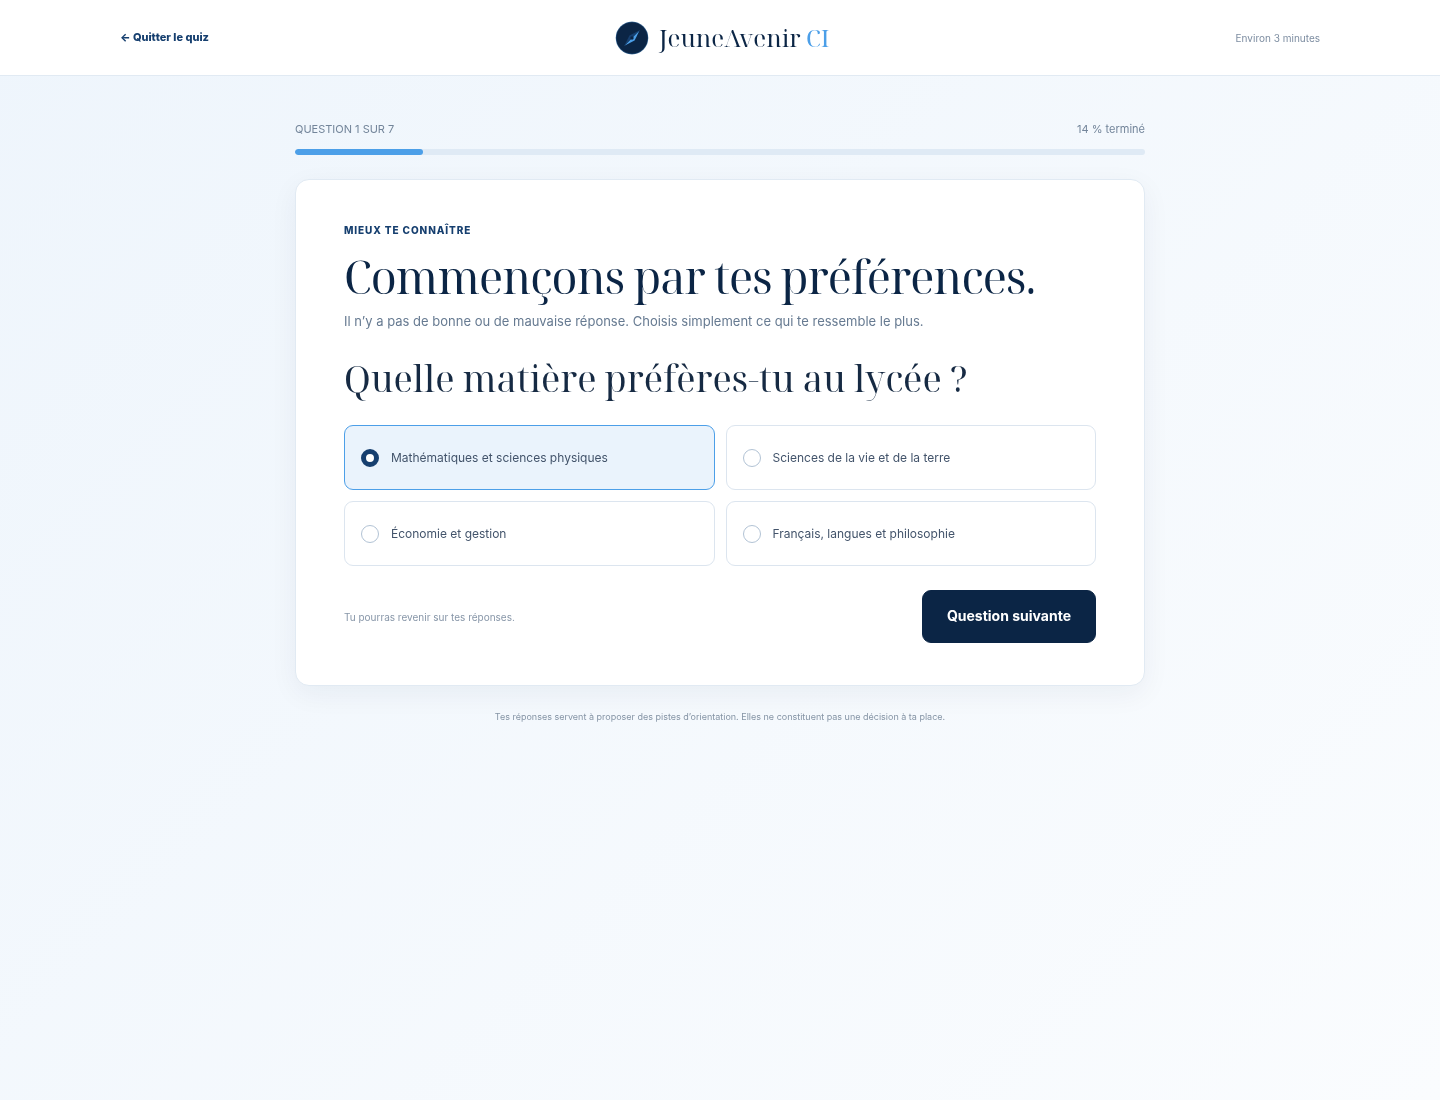 ← Quitter le quiz
JeuneAvenir CI
Environ 3 minutes
QUESTION 1 SUR 7
14 % terminé
MIEUX TE CONNAÎTRE
Commençons par tes préférences.
Il n’y a pas de bonne ou de mauvaise réponse. Choisis simplement ce qui te ressemble le plus.
Quelle matière préfères-tu au lycée ?
Mathématiques et sciences physiques
Sciences de la vie et de la terre
Économie et gestion
Français, langues et philosophie
Tu pourras revenir sur tes réponses.
Question suivante
Tes réponses servent à proposer des pistes d’orientation. Elles ne constituent pas une décision à ta place.